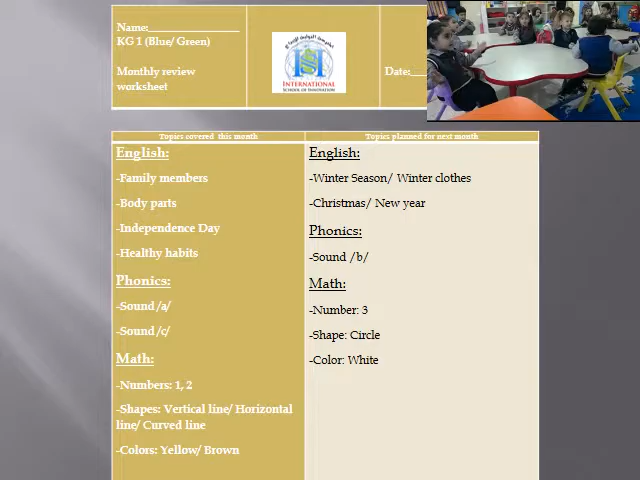 Name:
KG 1 (Blue/ Green)
Monthly review
worksheet
INTERNATIONAL
SCHOOL OF INNOVATION
Date:
Topics covered this month
English:
-Family members
-Body parts
-Independence Day
-Healthy habits
Phonics:
-Sound /a/
-Sound /c/
Math:
-Numbers: 1, 2
-Shapes: Vertical line/ Horizontal
line/ Curved line
-Colors: Yellow/ Brown
Topics planned for next month
English:
-Winter Season/ Winter clothes
-Christmas/ New year
Phonics:
-Sound /b/
Math:
-Number: 3
-Shape: Circle
-Color: White